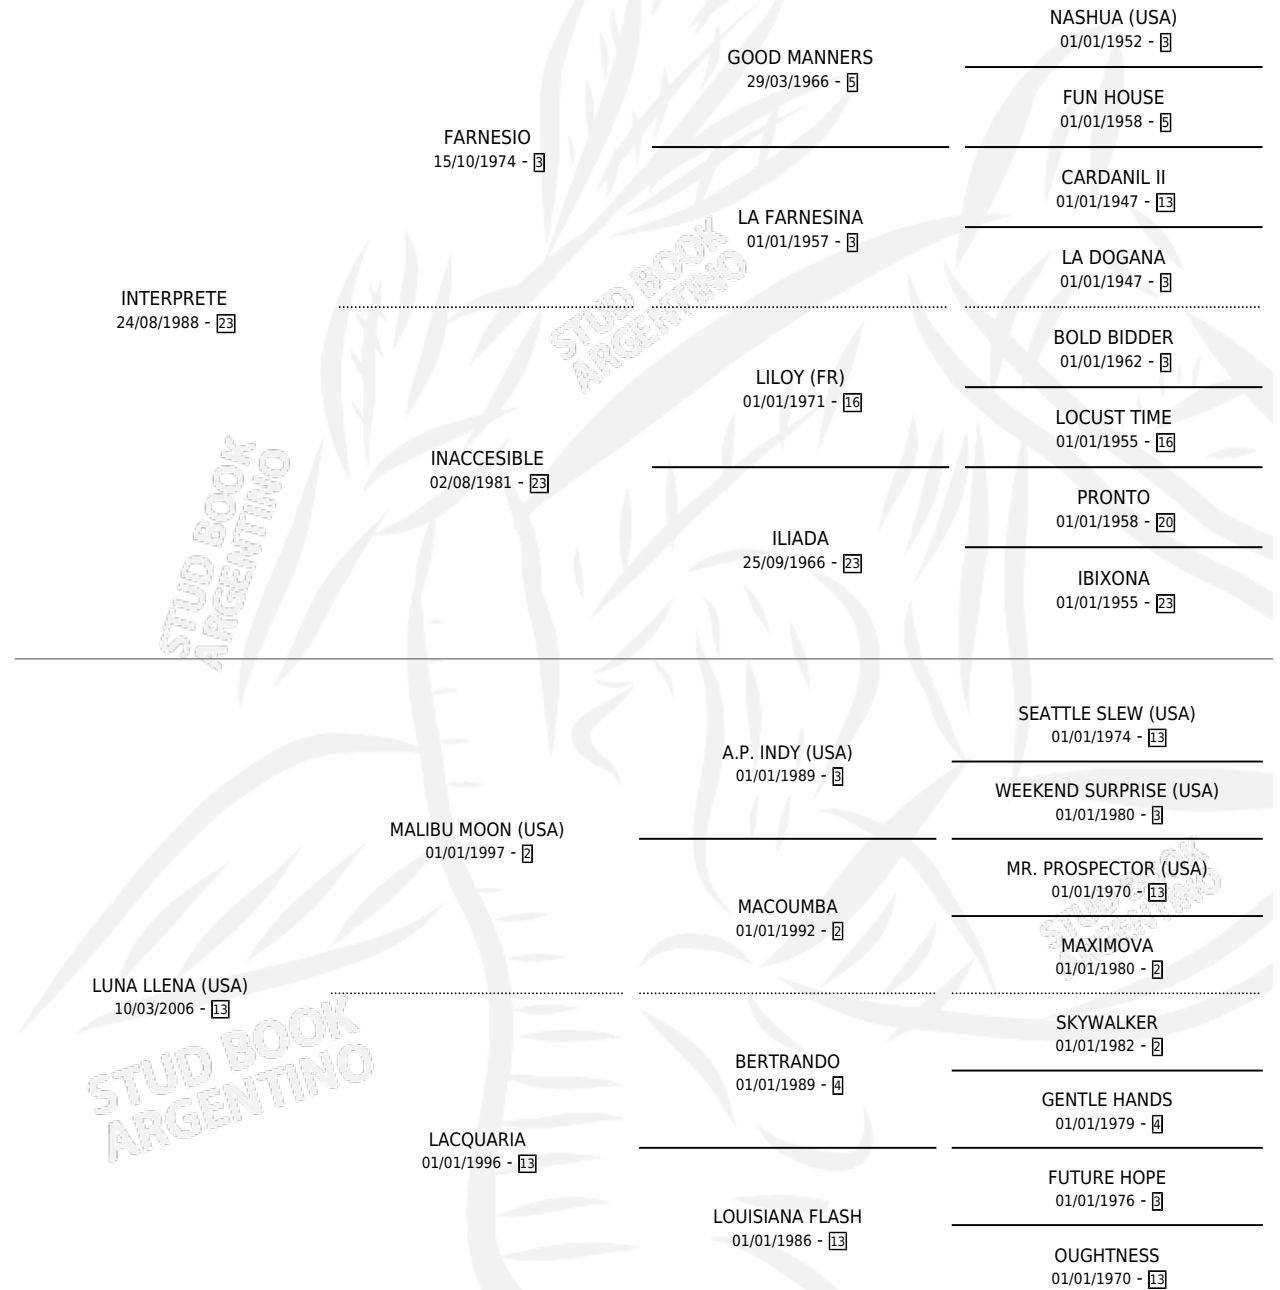 NASHUA (USA)
01/01/1952 - 3
GOOD MANNERS
29/03/1966 - 5
FUN HOUSE
01/01/1958 - 5
FARNESIO
15/10/1974 - 3
CARDANIL II
01/01/1947 - 13
LA FARNESINA
01/01/1957 - 3
LA DOGANA
01/01/1947 - 3
INTERPRETE
24/08/1988 - 23
BOLD BIDDER
01/01/1962 - 3
LILOY (FR)
01/01/1971 - 16
LOCUST TIME
01/01/1955 - 16
INACCESIBLE
02/08/1981 - 23
PRONTO
01/01/1958 - 20
ILIADA
25/09/1966 - 23
IBIXONA
01/01/1955 - 23
STUD BOOK
ARGENTINO
STUD BOOK
ARGENTINO
SEATTLE SLEW (USA)
01/01/1974 - 13
A.P. INDY (USA)
01/01/1989 - 3
WEEKEND SURPRISE (USA)
01/01/1980 - 3
MALIBU MOON (USA)
01/01/1997 - 2
MR. PROSPECTOR (USA)
01/01/1970 - 13
MACOUMBA
01/01/1992 - 2
MAXIMOVA
01/01/1980 - 2
LUNA LLENA (USA)
10/03/2006 - 13
SKYWALKER
01/01/1982 - 2
BERTRANDO
01/01/1989 - 4
GENTLE HANDS
01/01/1979 - 4
LACQUARIA
01/01/1996 - 13
FUTURE HOPE
01/01/1976 - 3
LOUISIANA FLASH
01/01/1986 - 13
OUGHTNESS
01/01/1970 - 13
STUD BOOK
ARGENTINO
STUD BOOK
ARGENTINO